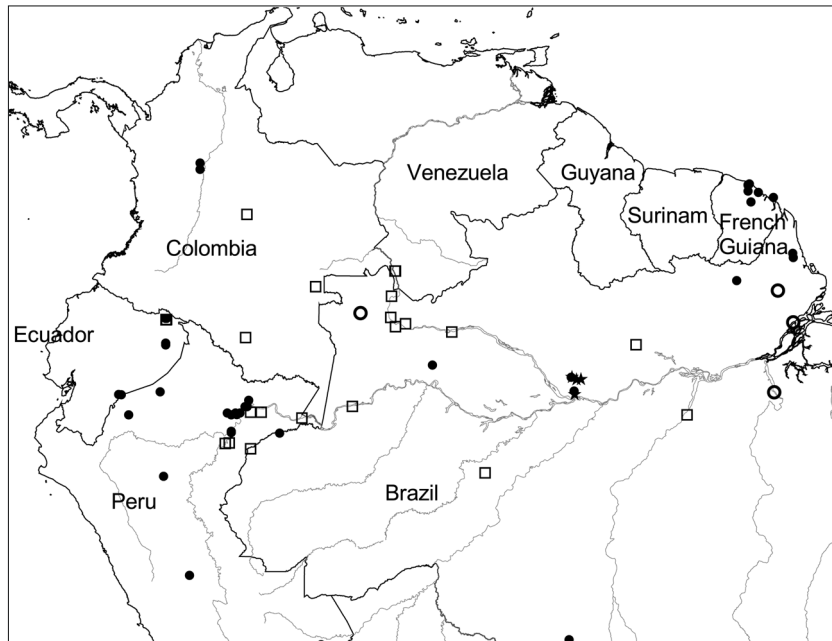 Venezuela
Guyana
Surinam
French
Guiana
Colombia
Ecuador
Peru
Brazil